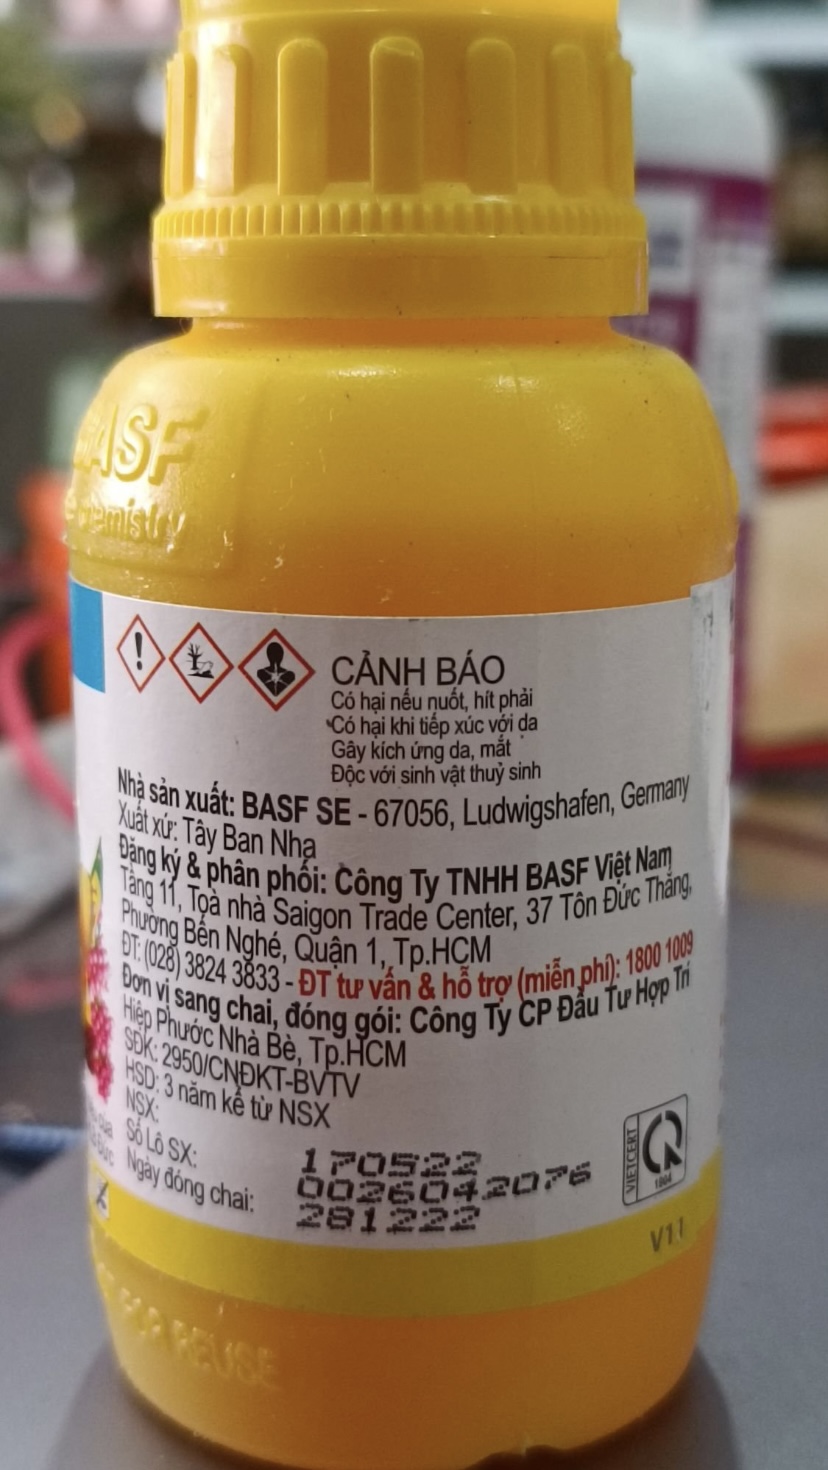 BASF
chemistry
CẢNH BÁO
Có hại nếu nuốt, hít phải
Có hại khi tiếp xúc với da
Gây kích ứng da, mắt
Độc với sinh vật thuỷ sinh
Nhà sản xuất: BASF SE - 67056, Ludwigshafen, Germany
Xuất xứ: Tây Ban Nha
Đăng ký & phân phối: Công Ty TNHH BASF Việt Nam
Tầng 11, Toà nhà Saigon Trade Center, 37 Tôn Đức Thắng,
Phường Bến Nghé, Quận 1, Tp.HCM
ĐT: (028) 3824 3833 - ĐT tư vấn & hỗ trợ (miễn phí): 1800 1009
Đơn vị sang chai, đóng gói: Công Ty CP Đầu Tư Hợp Trí
Hiệp Phước Nhà Bè, Tp.HCM
SĐK: 2950/CNĐKT-BVTV
HSD: 3 năm kể từ NSX
NSX: 170522
Số Lô SX: 0026042076
Ngày đóng chai: 281222
VIETCERT
1004
V1.1
FOR REUSE